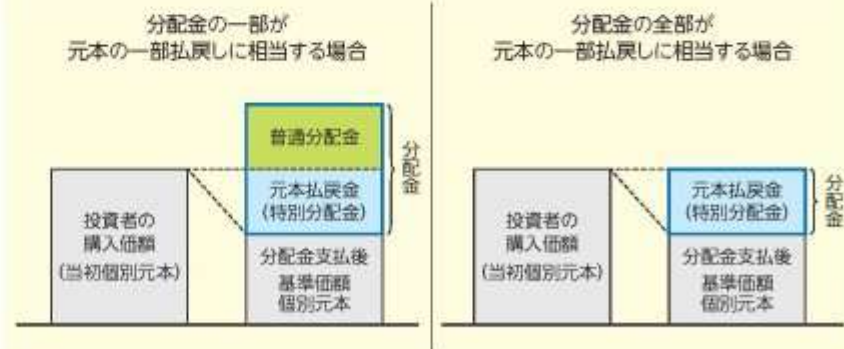 分配金の一部が
元本の一部払戻しに相当する場合
普通分配金
元本払戻金
(特別分配金)
分配金
投資者の
購入価額
(当初個別元本)
分配金支払後
基準価額
個別元本
分配金の全部が
元本の一部払戻しに相当する場合
元本払戻金
(特別分配金)
分配金
投資者の
購入価額
(当初個別元本)
分配金支払後
基準価額
個別元本